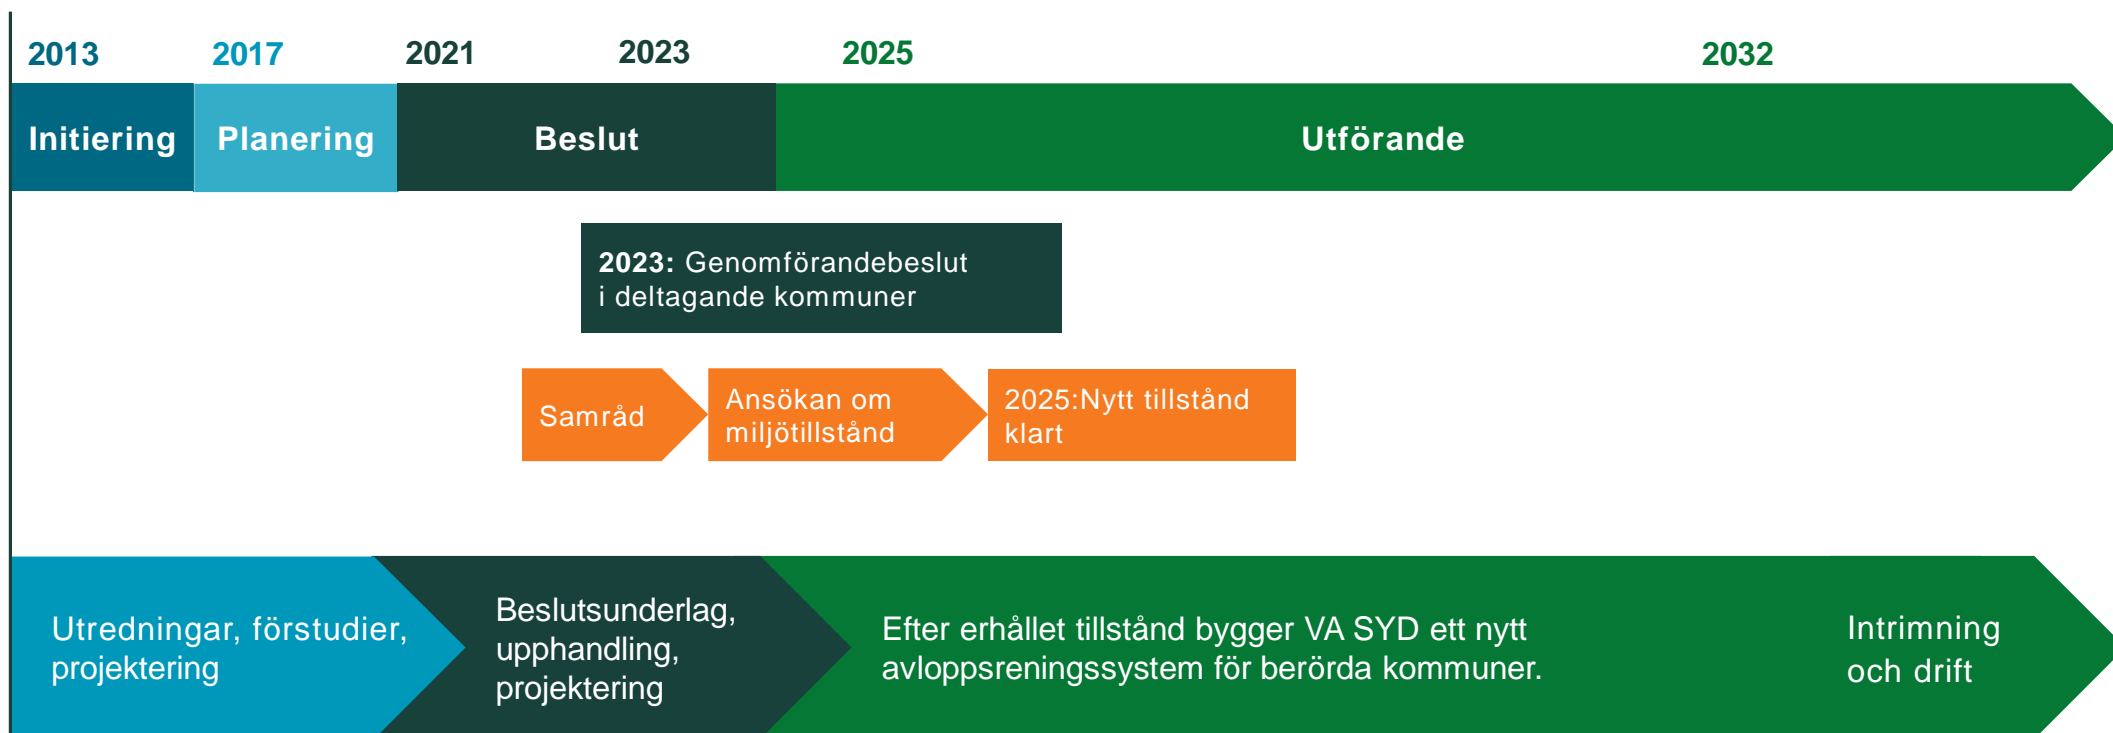 2013 2017 2021 2023 2025 2032
Initiering Planering Beslut Utförande
2023: Genomförandebeslut
i deltagande kommuner
Samråd
Ansökan om
miljötillstånd
2025:Nytt tillstånd
klart
Utredningar, förstudier,
projektering
Beslutsunderlag,
upphandling,
projektering
Efter erhållet tillstånd bygger VA SYD ett nytt
avloppsreningssystem för berörda kommuner.
Intrimning
och drift